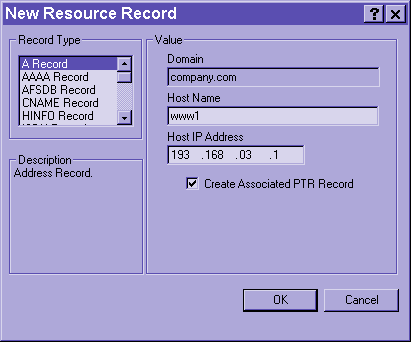 New Resource Record
Record Type
A Record
AAAA Record
AFSDB Record
CNAME Record
HINFO Record
Description
Address Record.
Value
Domain
company.com
Host Name
www1
Host IP Address
193 .168 .03 .1
Create Associated PTR Record
OK
Cancel